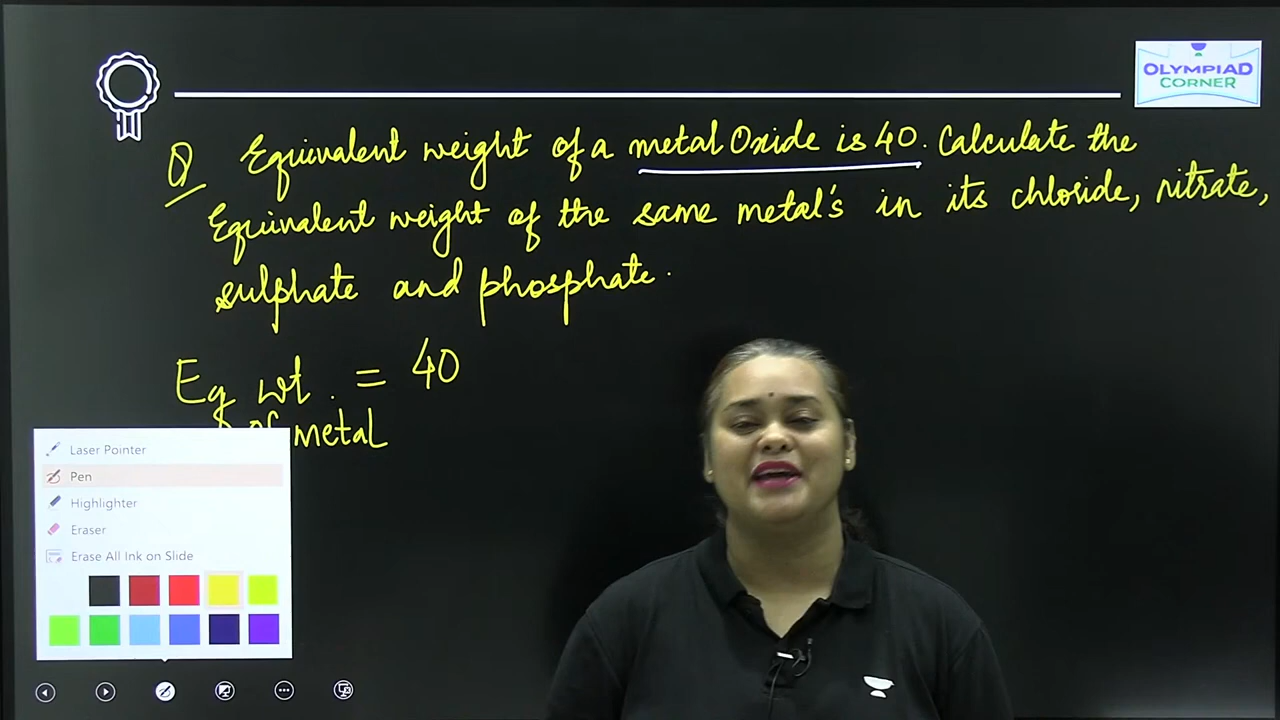 OLYMPIAD
CORNER
Q Equivalent weight of a metal Oxide is 40. Calculate the
Equivalent weight of the same metal's in its chloride, nitrate,
sulphate and phosphate.
Eq wt. = 40
of metal
Laser Pointer
Pen
Highlighter
Eraser
Erase All Ink on Slide